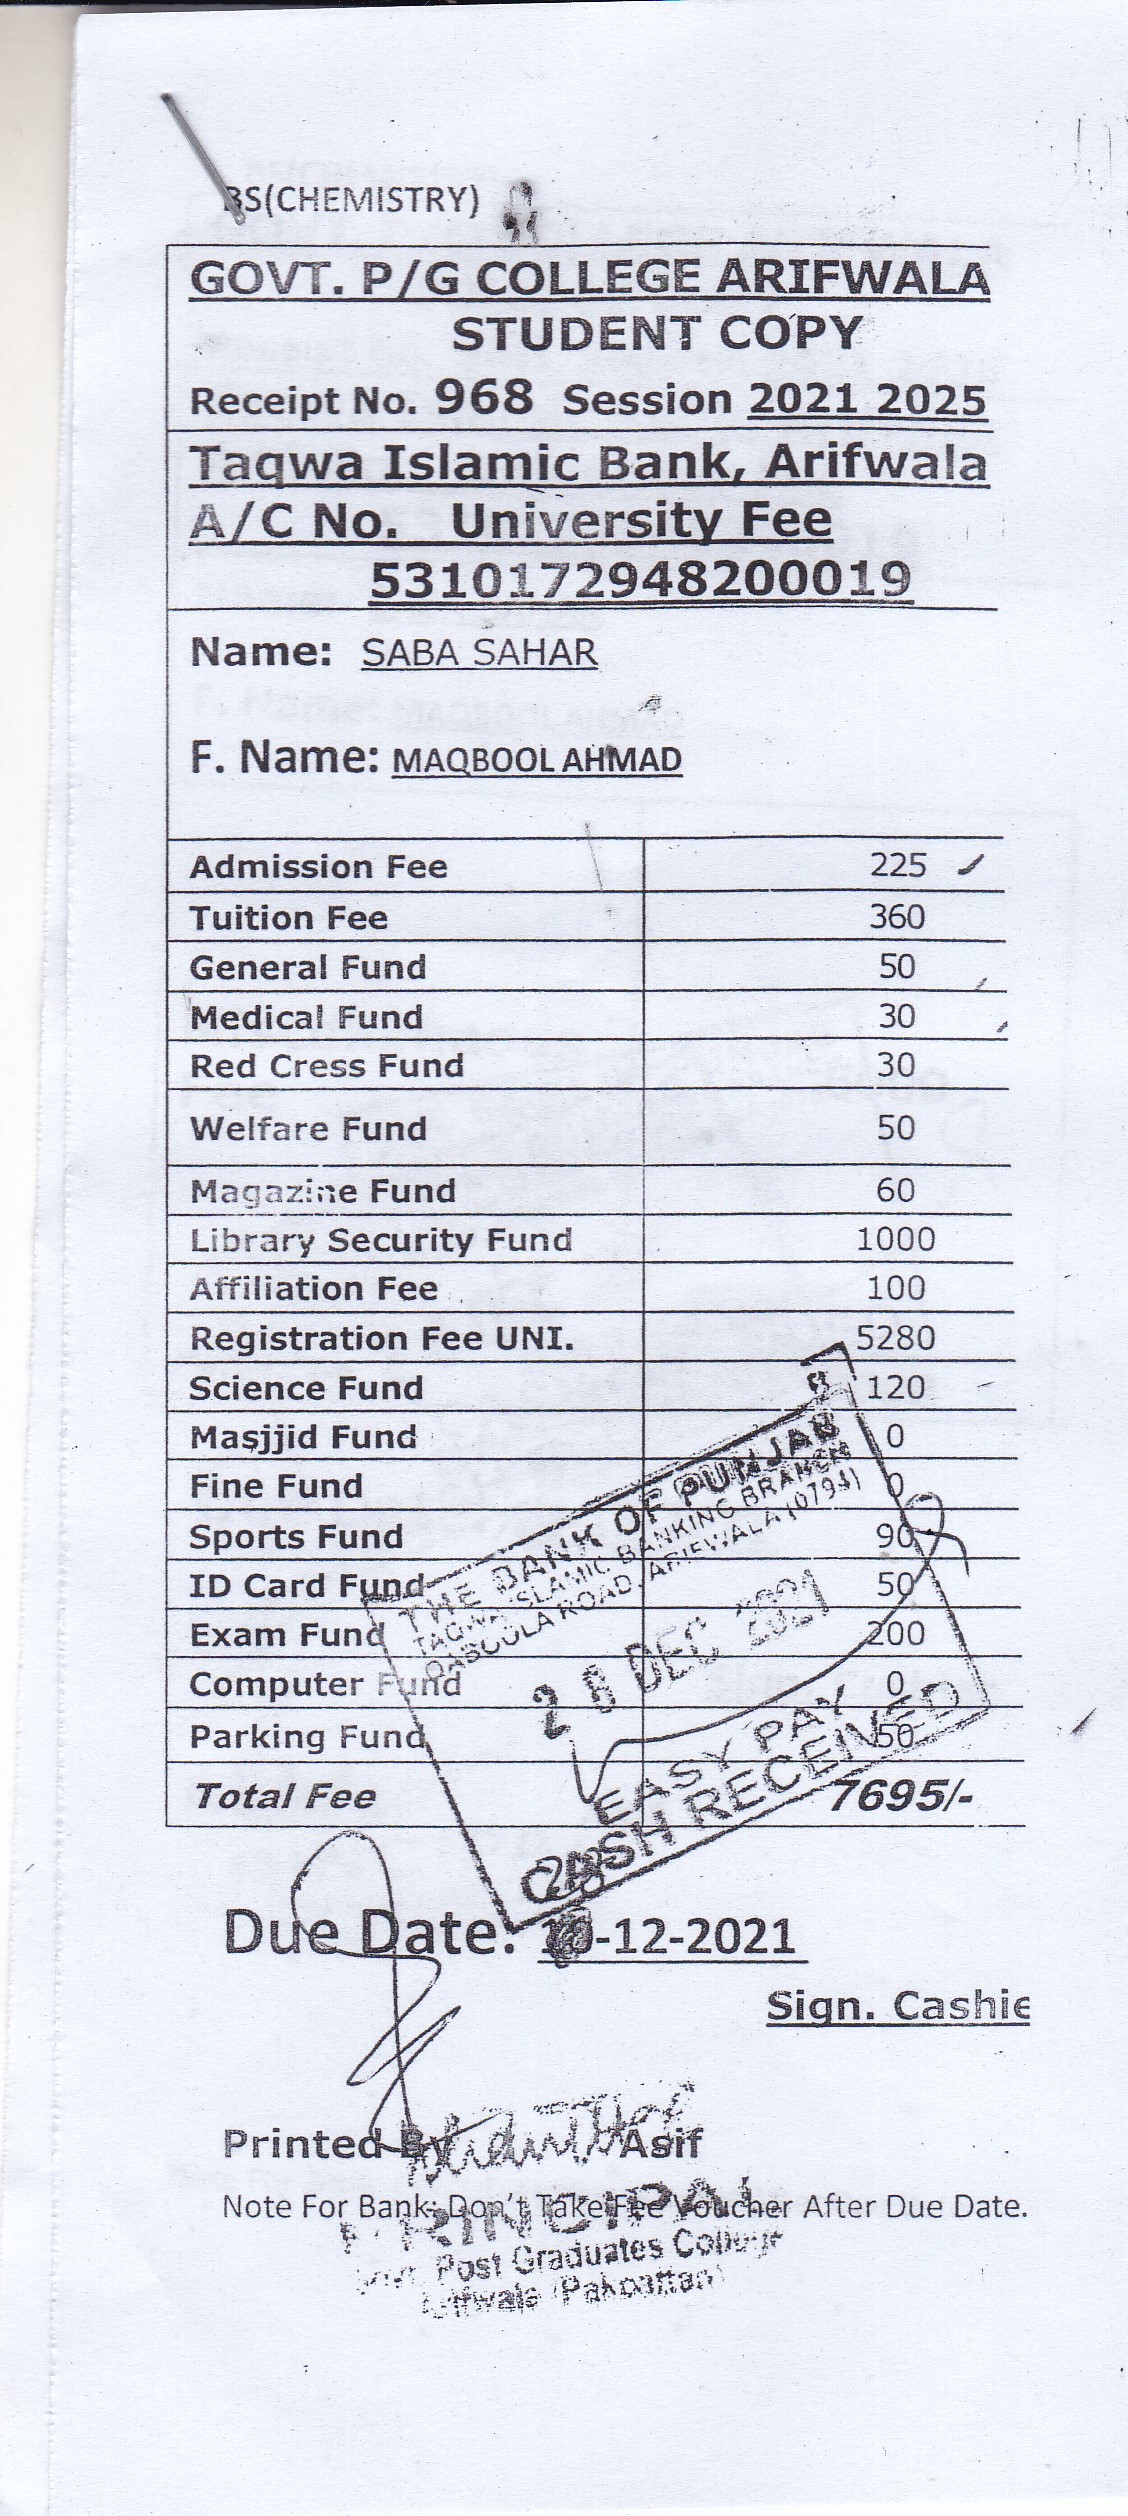 BS(CHEMISTRY)
GOVT. P/G COLLEGE ARIFWALA
STUDENT COPY
Receipt No. 968 Session 2021 2025
Taqwa Islamic Bank, Arifwala
A/C No. University Fee
5310172948200019
Name: SABA SAHAR
F. Name: MAQBOOL AHMAD
Admission Fee 225
Tuition Fee 360
General Fund 50
Medical Fund 30
Red Cress Fund 30
Welfare Fund 50
Magazine Fund 60
Library Security Fund 1000
Affiliation Fee 100
Registration Fee UNI. 5280
Science Fund 120
Masjjid Fund 0
Fine Fund 0
Sports Fund 90
ID Card Fund 50
Exam Fund 200
Computer Fund 0
Parking Fund 50
Total Fee 7695/-
THE BANK OF PUNJAB
TAQWA ISLAMIC BANKING BRANCH
QABOOLA ROAD, ARIFWALA (0794)
28 DEC 2021
EASY PAY
CASH RECEIVED
28
Due Date: -12-2021
Sign. Cashie
Printed By Asif
Note For Bank: Don't Take Fee Voucher After Due Date.
PRINCIPAL
Govt. Post Graduates College
Arifwala (Pakpattan)